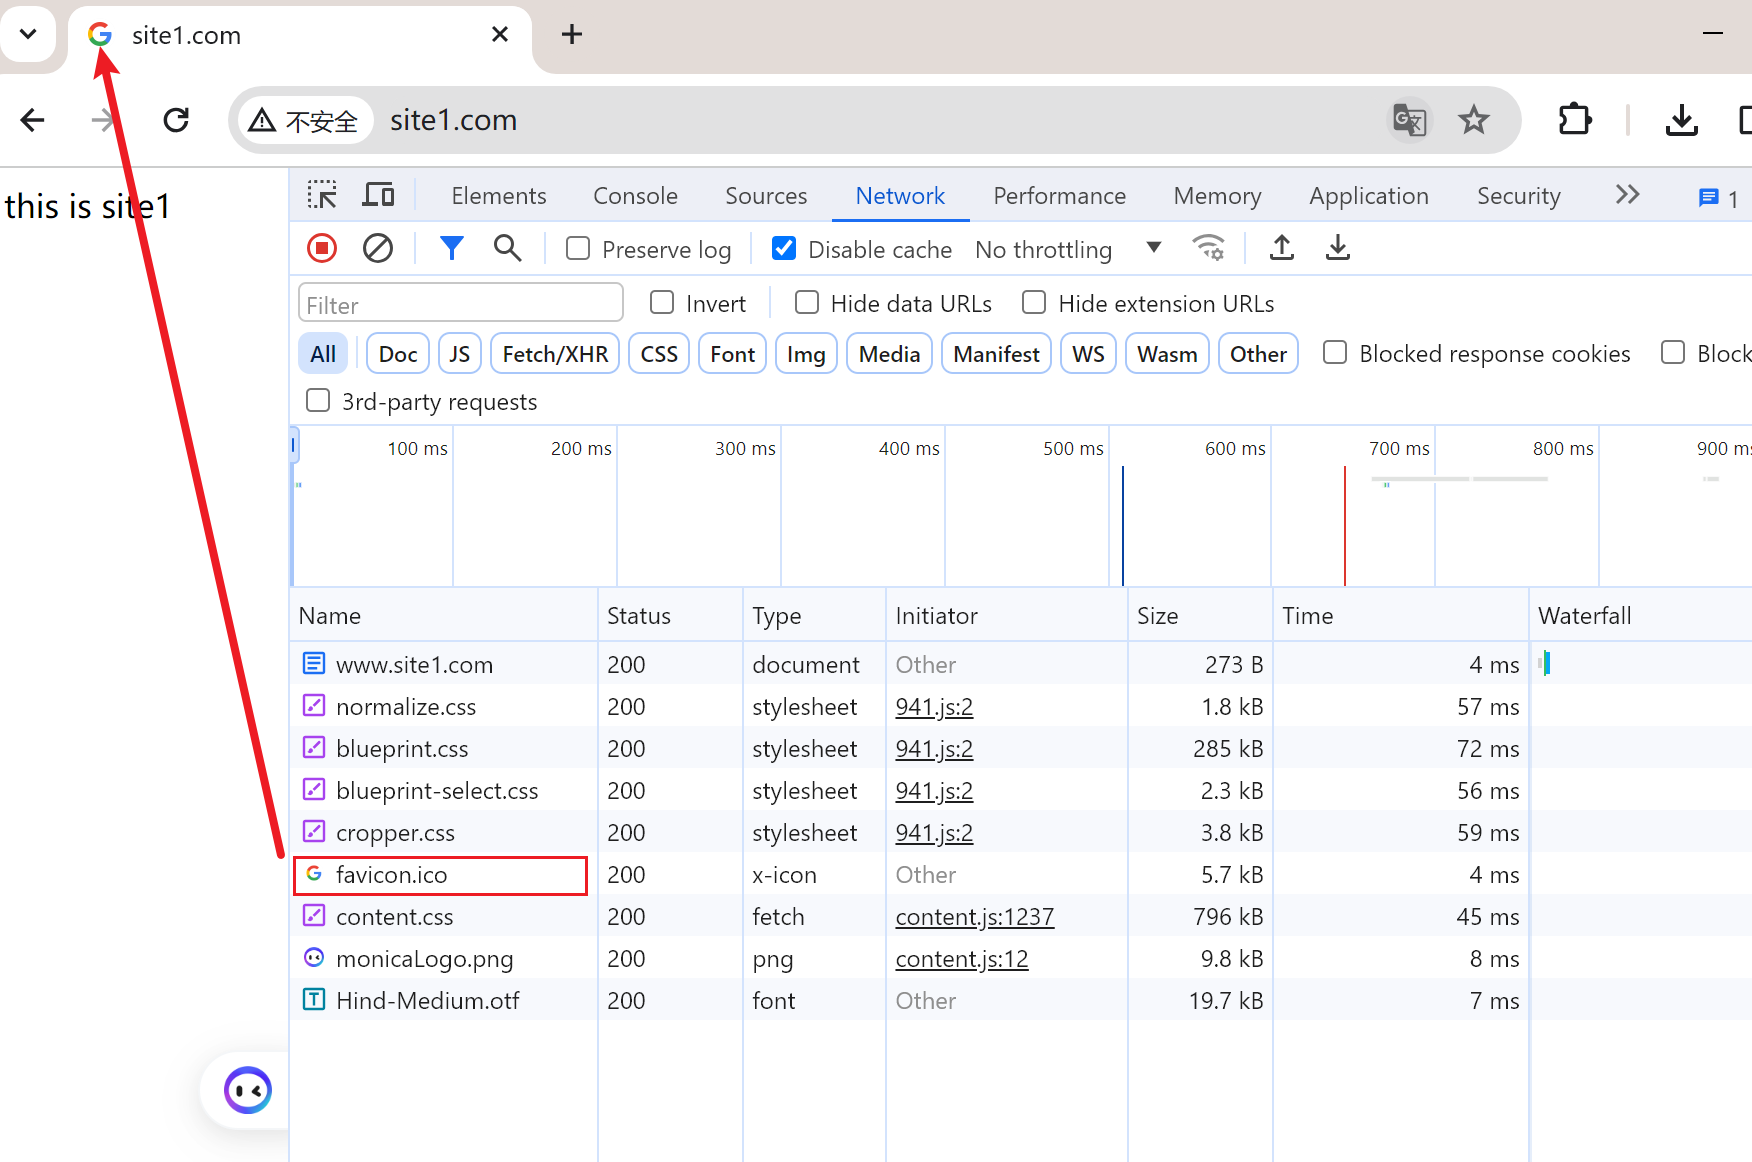 site1.com
不安全 site1.com
this is site1
Elements Console Sources Network Performance Memory Application Security 1
Preserve log Disable cache No throttling
Filter Invert Hide data URLs Hide extension URLs
All Doc JS Fetch/XHR CSS Font Img Media Manifest WS Wasm Other Blocked response cookies Block
3rd-party requests
100 ms 200 ms 300 ms 400 ms 500 ms 600 ms 700 ms 800 ms 900 ms
Name Status Type Initiator Size Time Waterfall
www.site1.com 200 document Other 273 B 4 ms
normalize.css 200 stylesheet 941.js:2 1.8 kB 57 ms
blueprint.css 200 stylesheet 941.js:2 285 kB 72 ms
blueprint-select.css 200 stylesheet 941.js:2 2.3 kB 56 ms
cropper.css 200 stylesheet 941.js:2 3.8 kB 59 ms
favicon.ico 200 x-icon Other 5.7 kB 4 ms
content.css 200 fetch content.js:1237 796 kB 45 ms
monicaLogo.png 200 png content.js:12 9.8 kB 8 ms
Hind-Medium.otf 200 font Other 19.7 kB 7 ms